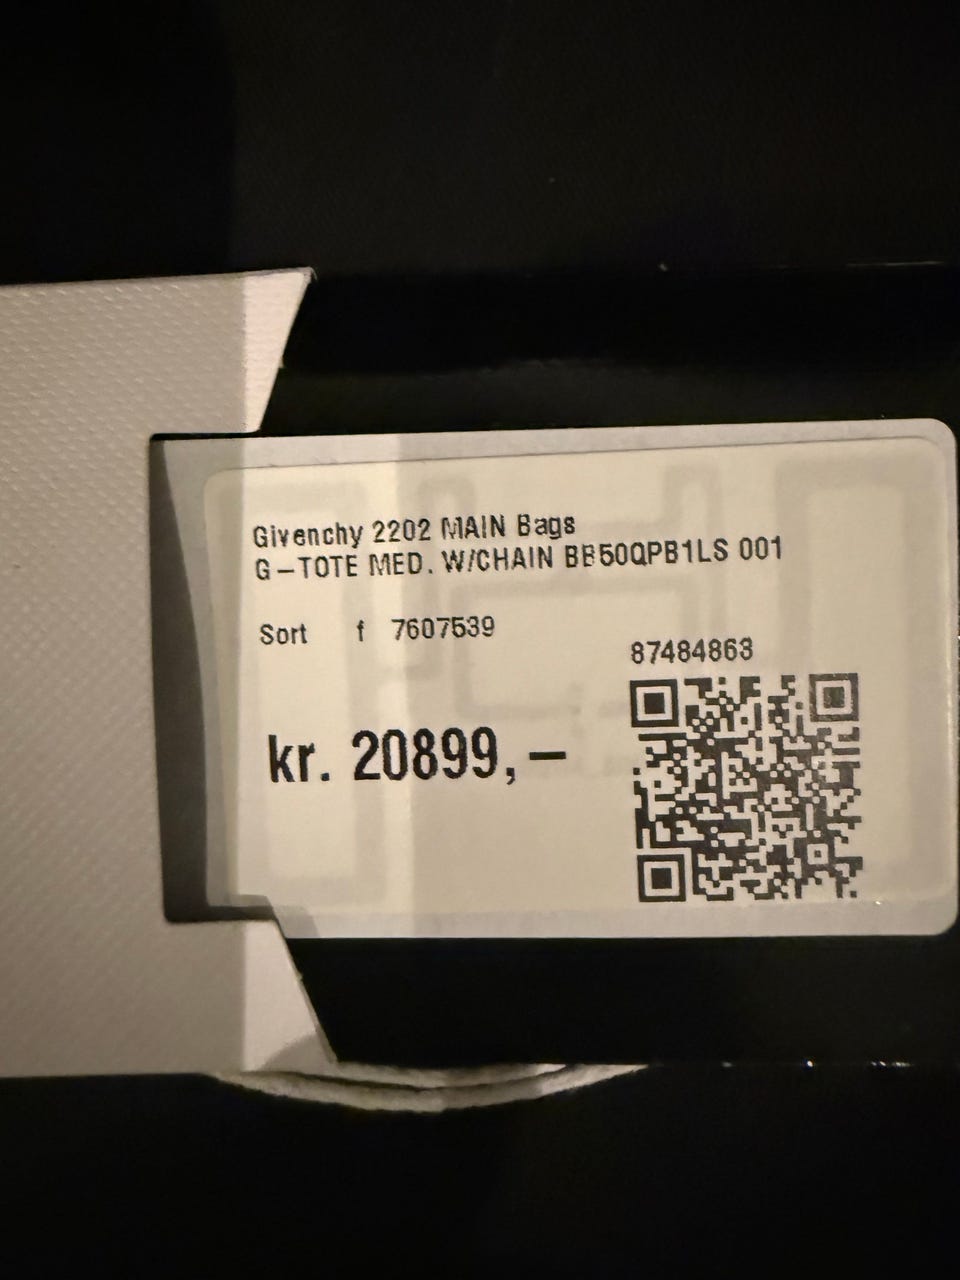 Givenchy 2202 MAIN Bags
G-TOTE MED. W/CHAIN BB50QPB1LS 001
Sort f 7607539
87484863
kr. 20899,-